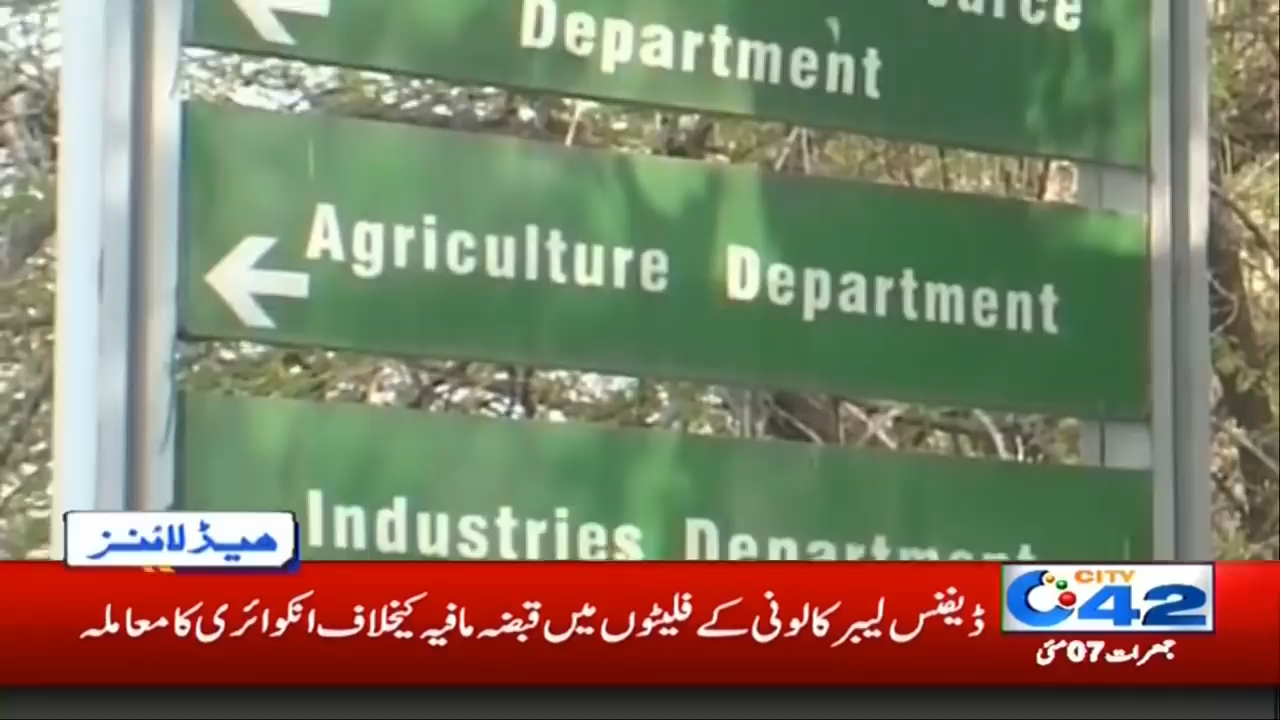 Department
Agriculture Department
Industries Department
ہیڈلائنز
ڈیفنس لیبر کالونی کے فلیٹوں میں قبضہ مافیہ کیخلاف انکوائری کا معاملہ
CITY
42
جمعرات 07 مئی